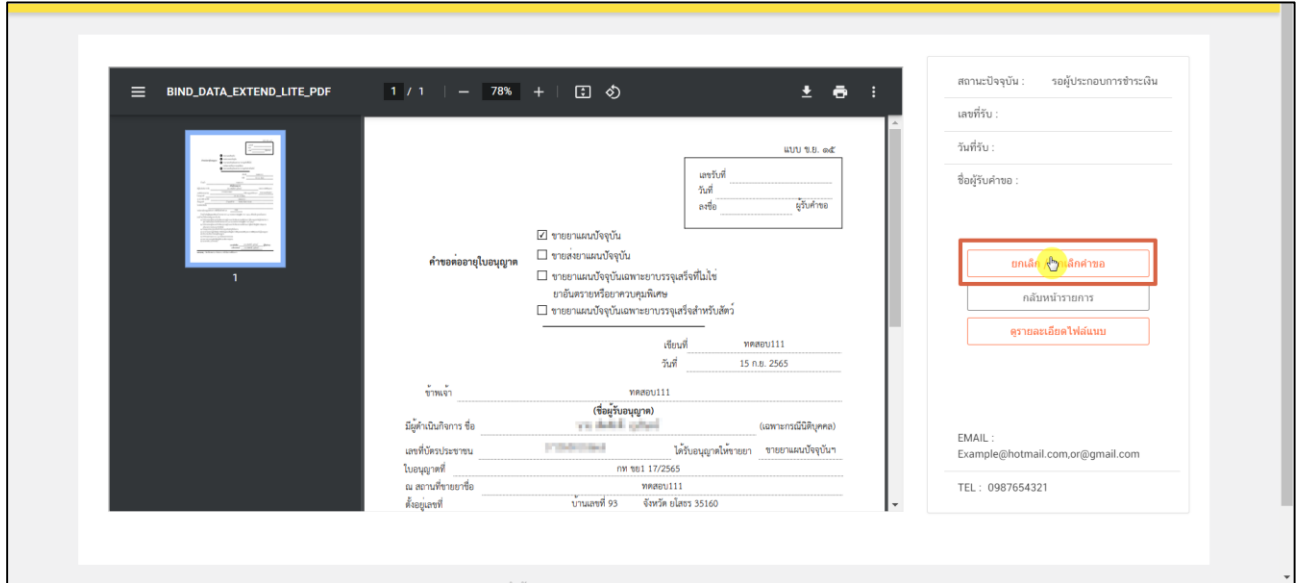 BIND_DATA_EXTEND_LITE_PDF 1 / 1 78%
1
แบบ ข.ย. ๑๕
เลขรับที่
วันที่
ลงชื่อ ผู้รับคำขอ
คำขอต่ออายุใบอนุญาต
ขายยาแผนปัจจุบัน
ขายส่งยาแผนปัจจุบัน
ขายยาแผนปัจจุบันเฉพาะยาบรรจุเสร็จที่ไม่ใช่
ยาอันตรายหรือยาควบคุมพิเศษ
ขายยาแผนปัจจุบันเฉพาะยาบรรจุเสร็จสำหรับสัตว์
เขียนที่ ทดสอบ111
วันที่ 15 ก.ย. 2565
ข้าพเจ้า ทดสอบ111
(ชื่อผู้รับอนุญาต)
มีผู้ดำเนินกิจการ ชื่อ (เฉพาะกรณีนิติบุคคล)
เลขที่บัตรประชาชน ได้รับอนุญาตให้ขายยา ขายยาแผนปัจจุบันฯ
ใบอนุญาตที่ กท ขย1 17/2565
ณ สถานที่ขายยาชื่อ ทดสอบ111
ตั้งอยู่เลขที่ บ้านเลขที่ 93 จังหวัด ยโสธร 35160
สถานะปัจจุบัน : รอผู้ประกอบการชำระเงิน
เลขที่รับ :
วันที่รับ :
ชื่อผู้รับคำขอ :
ยกเลิก เลิกคำขอ
กลับหน้ารายการ
ดูรายละเอียดไฟล์แนบ
EMAIL :
Example@hotmail.com,or@gmail.com
TEL : 0987654321